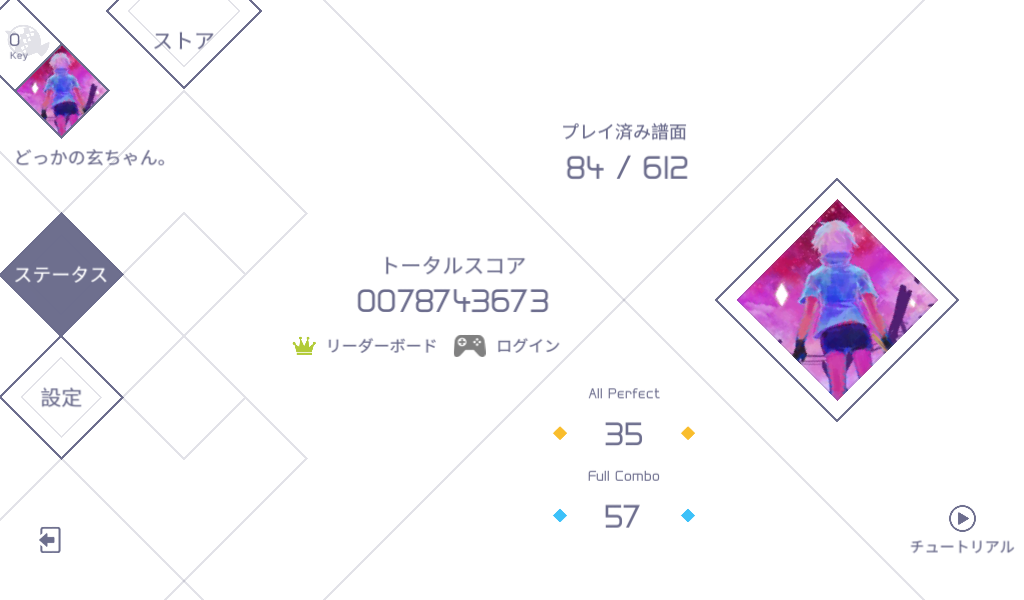 0
Key
ストア
どっかの玄ちゃん。
ステータス
設定
プレイ済み譜面
84 / 612
トータルスコア
0078743673
リーダーボード
ログイン
All Perfect
35
Full Combo
57
チュートリアル